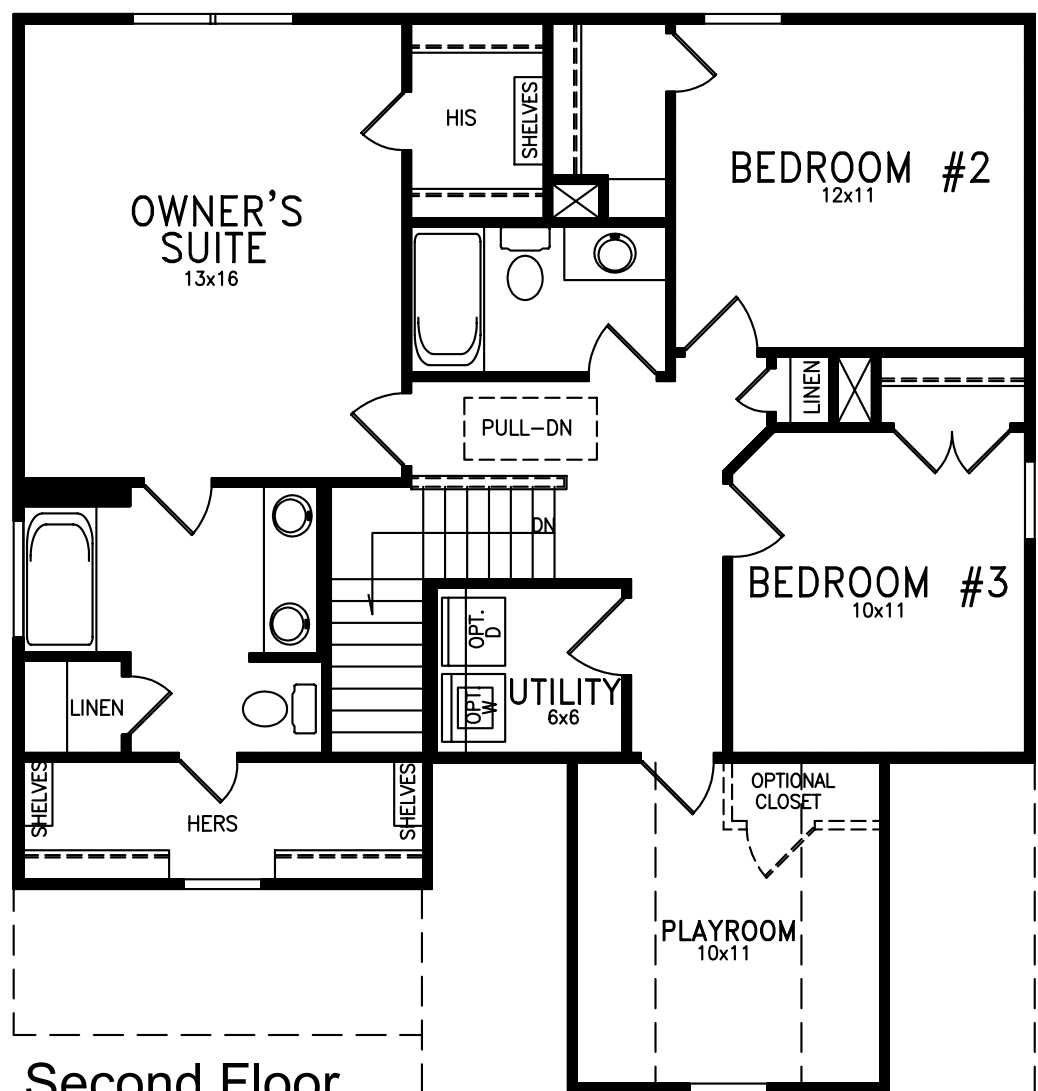 HIS
SHELVES
BEDROOM #2
12x11
OWNER'S
SUITE
13x16
LINEN
PULL-DN
DN
BEDROOM #3
10x11
OPT.
D
OPT.
W
UTILITY
6x6
LINEN
SHELVES
HERS
SHELVES
OPTIONAL
CLOSET
PLAYROOM
10x11
Second Floor